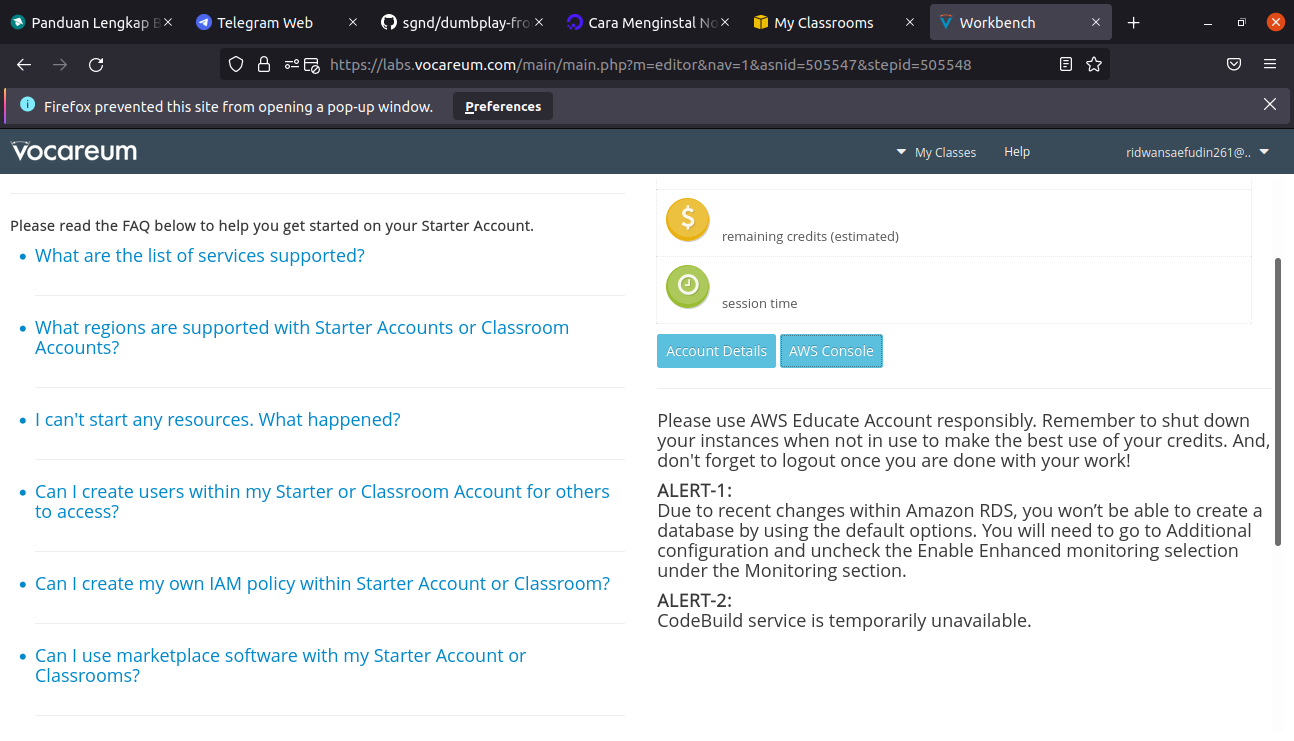 Panduan Lengkap B
Telegram Web
sgnd/dumbplay-fro
Cara Menginstal No
My Classrooms
Workbench
https://labs.vocareum.com/main/main.php?m=editor&nav=1&asnid=505547&stepid=505548
Firefox prevented this site from opening a pop-up window.
Preferences
vocareum
My Classes
Help
ridwansaefudin261@..
Please read the FAQ below to help you get started on your Starter Account.
• What are the list of services supported?
• What regions are supported with Starter Accounts or Classroom
Accounts?
• I can't start any resources. What happened?
• Can I create users within my Starter or Classroom Account for others
to access?
• Can I create my own IAM policy within Starter Account or Classroom?
• Can I use marketplace software with my Starter Account or
Classrooms?
$
remaining credits (estimated)
session time
Account Details
AWS Console
Please use AWS Educate Account responsibly. Remember to shut down
your instances when not in use to make the best use of your credits. And,
don't forget to logout once you are done with your work!
ALERT-1:
Due to recent changes within Amazon RDS, you won’t be able to create a
database by using the default options. You will need to go to Additional
configuration and uncheck the Enable Enhanced monitoring selection
under the Monitoring section.
ALERT-2:
CodeBuild service is temporarily unavailable.